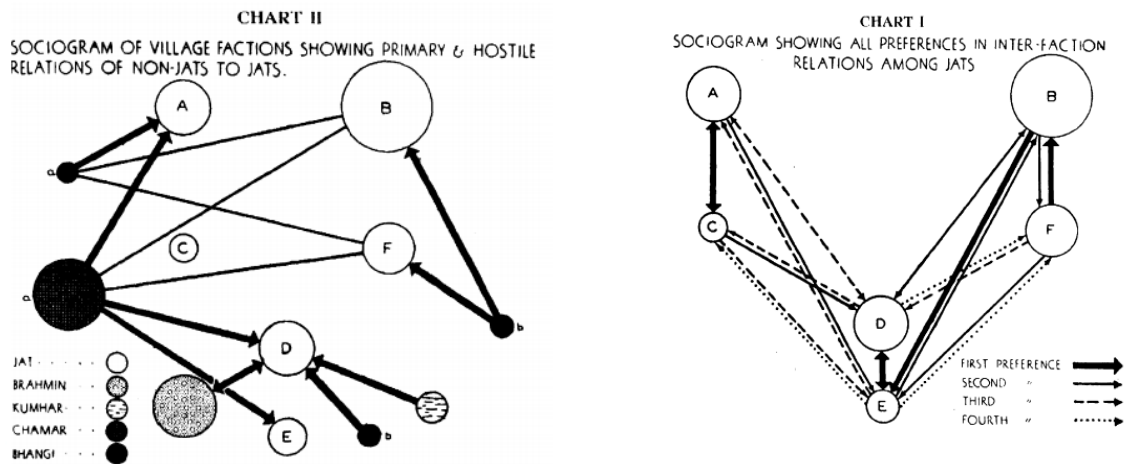 CHART II
SOCIOGRAM OF VILLAGE FACTIONS SHOWING PRIMARY & HOSTILE
RELATIONS OF NON-JATS TO JATS.
A
B
a
C
F
a
b
D
JAT
BRAHMIN
KUMHAR
CHAMAR
BHANGI
E
b
CHART I
SOCIOGRAM SHOWING ALL PREFERENCES IN INTER-FACTION
RELATIONS AMONG JATS
A
B
C
F
D
E
FIRST PREFERENCE
SECOND "
THIRD "
FOURTH "